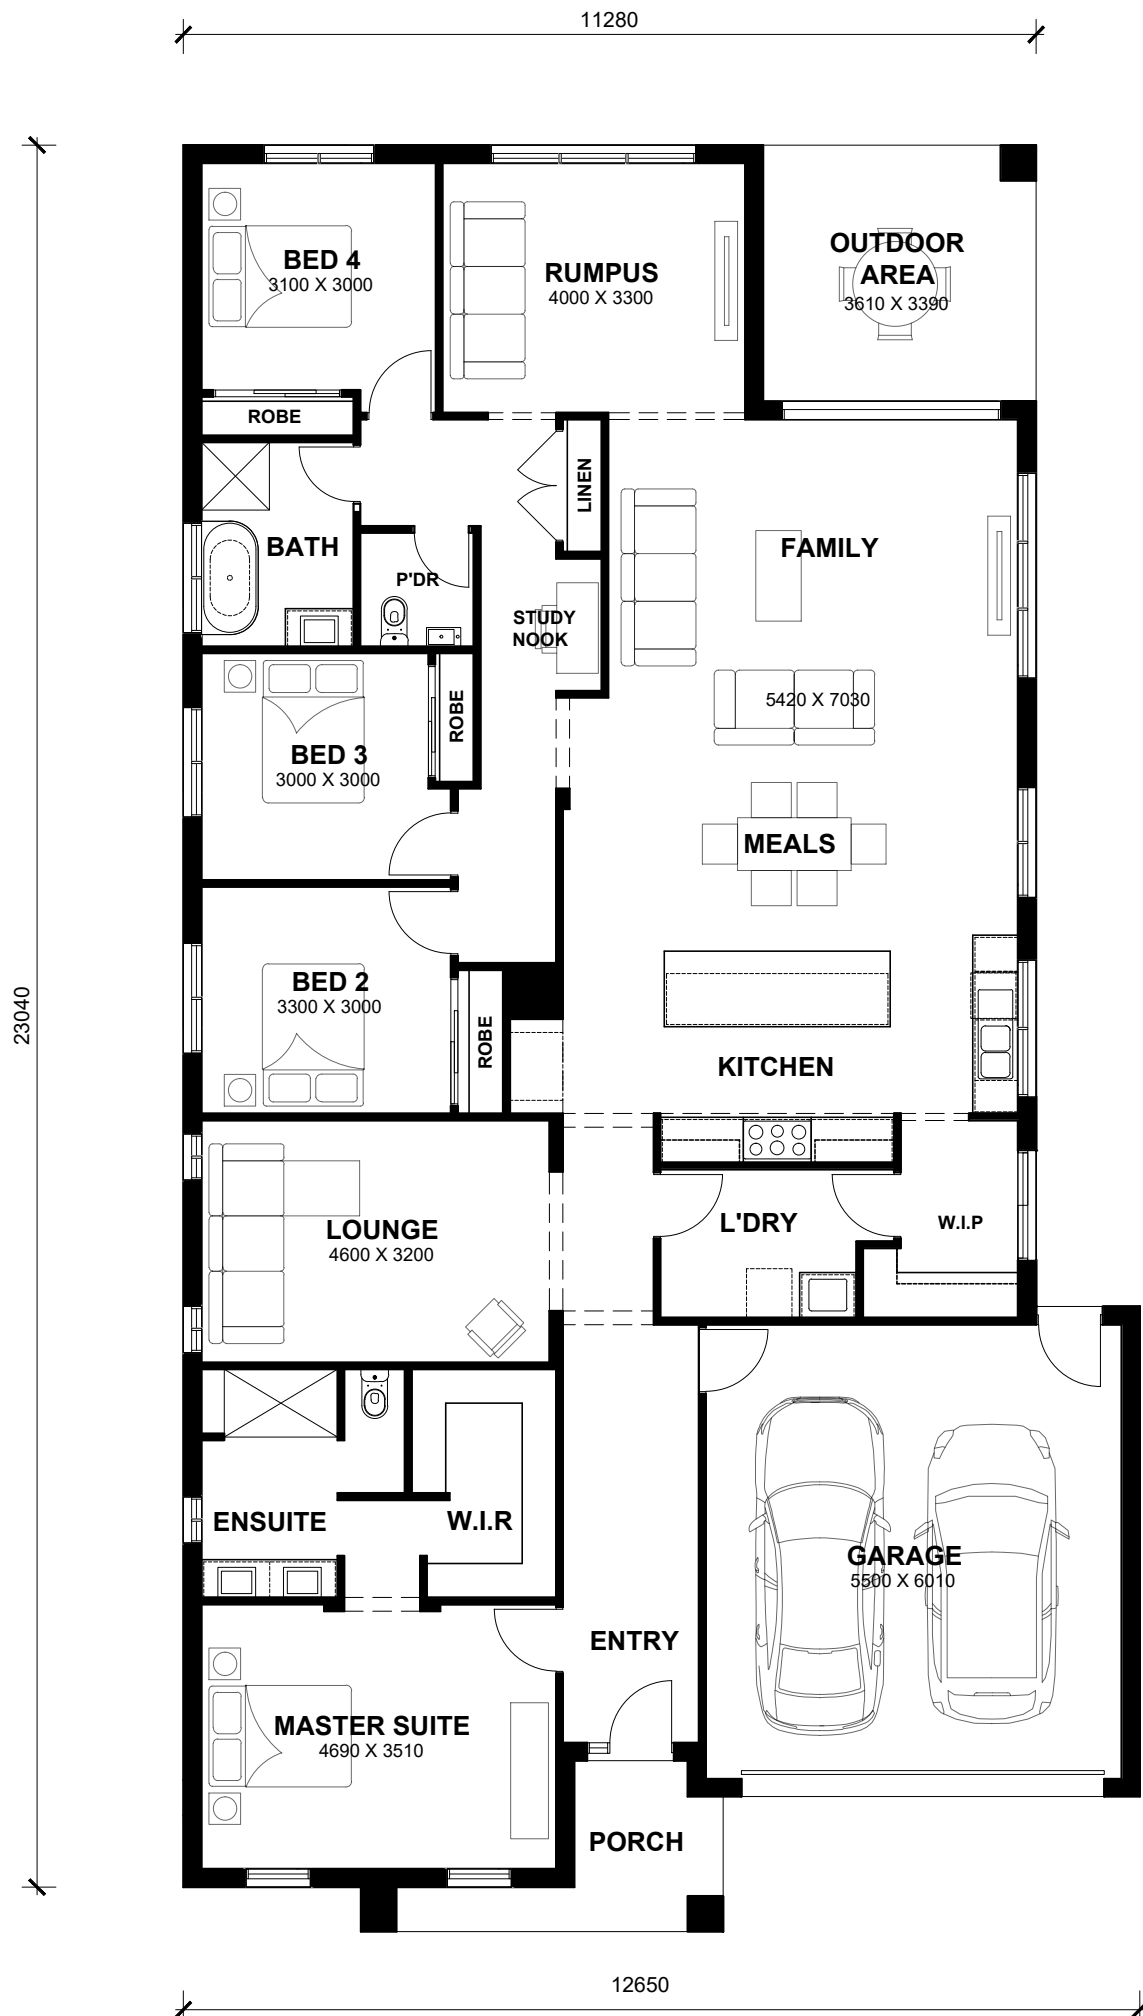 11280
23040
BED 4
3100 X 3000
RUMPUS
4000 X 3300
OUTDOOR
AREA
3610 X 3390
ROBE
LINEN
BATH
P'DR
FAMILY
STUDY
NOOK
5420 X 7030
ROBE
BED 3
3000 X 3000
MEALS
BED 2
3300 X 3000
ROBE
KITCHEN
LOUNGE
4600 X 3200
L'DRY
W.I.P
ENSUITE
W.I.R
GARAGE
5500 X 6010
ENTRY
MASTER SUITE
4690 X 3510
PORCH
12650